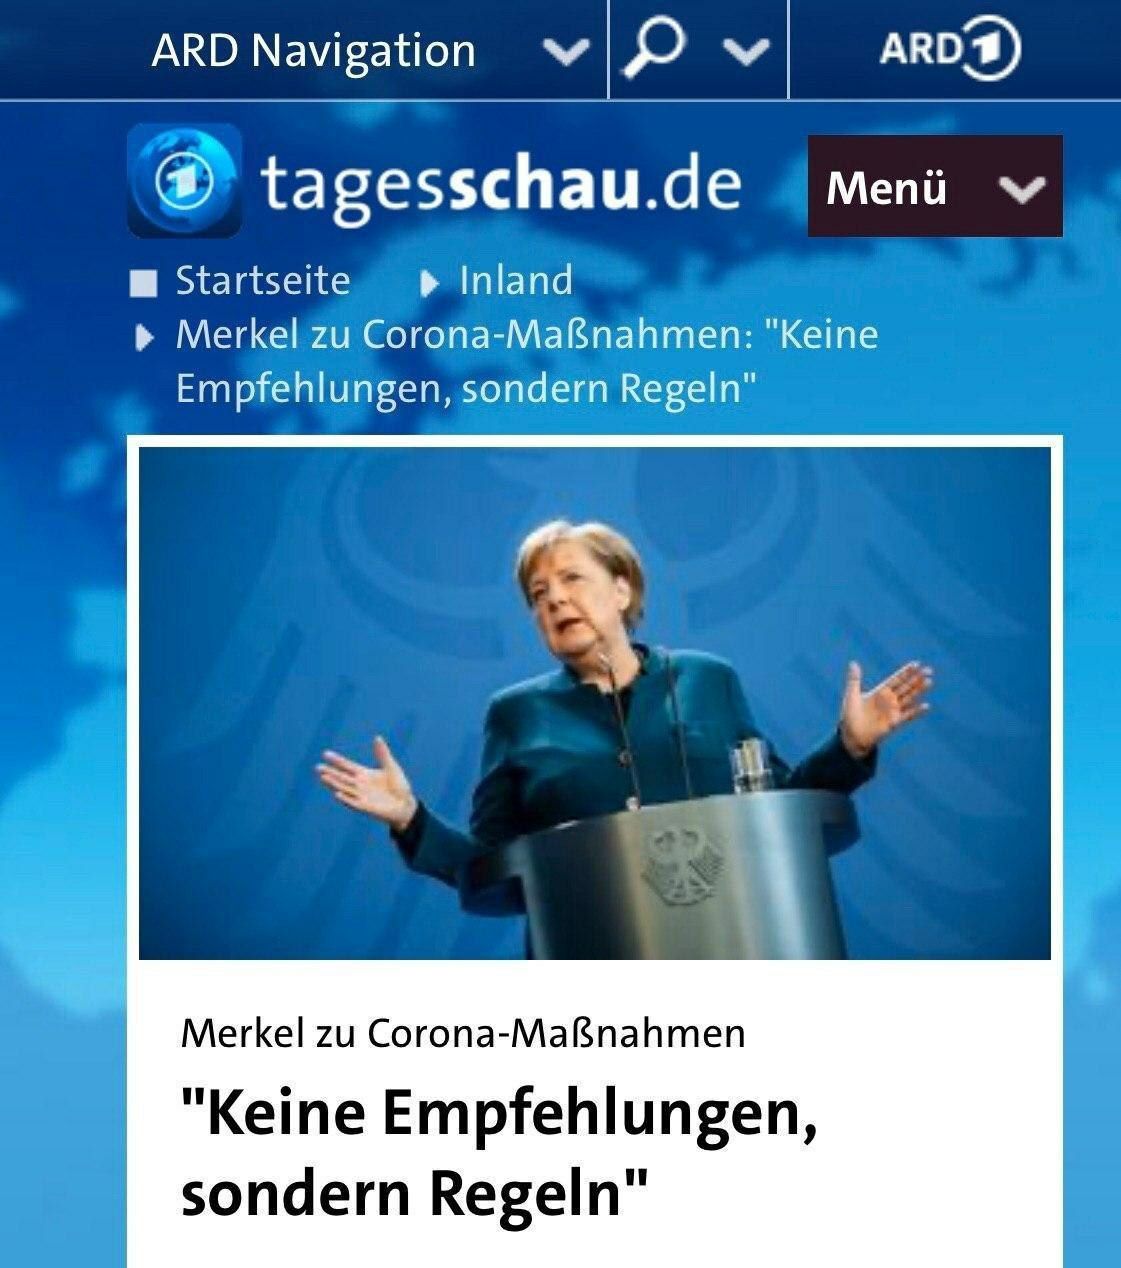 ARD Navigation
ARD 1
tagesschau.de
Menü
Startseite Inland
Merkel zu Corona-Maßnahmen: "Keine
Empfehlungen, sondern Regeln"
Merkel zu Corona-Maßnahmen
"Keine Empfehlungen,
sondern Regeln"